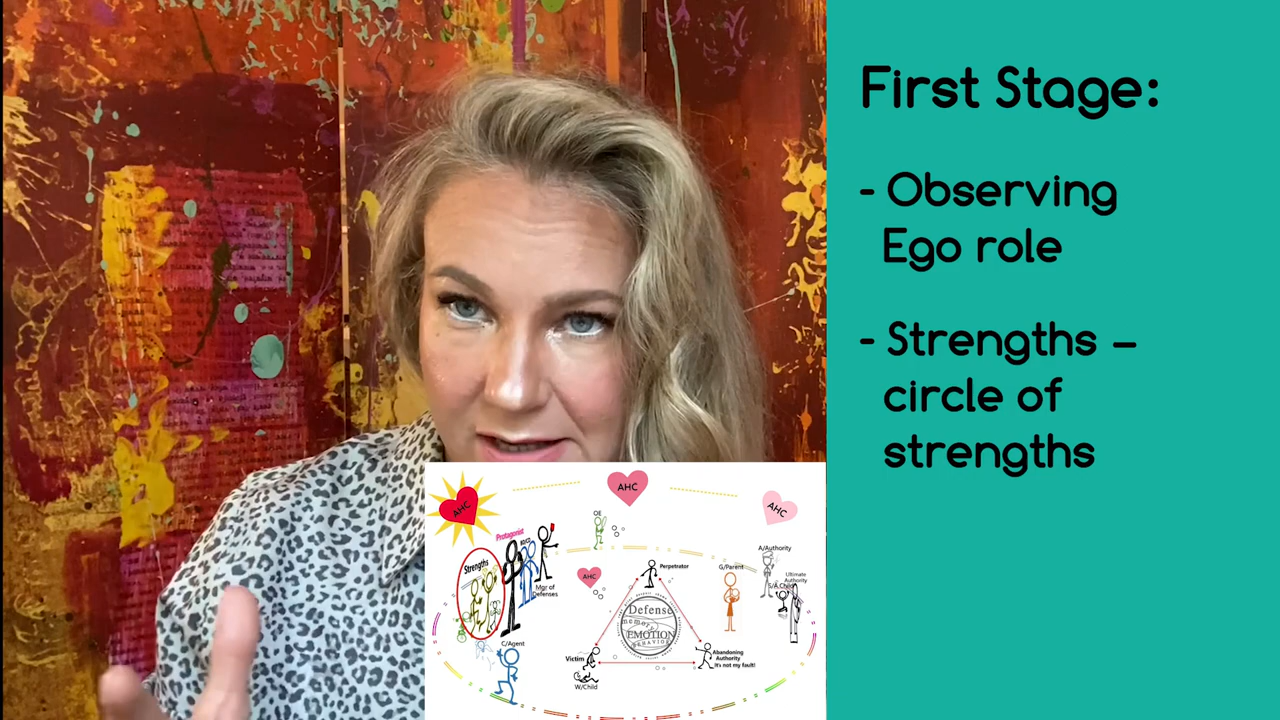 First Stage:
- Observing
Ego role
- Strengths –
circle of
strengths
AHC
AHC
AHC
Protagonist
Strengths
Mgr of
Defenses
C/Agent
OE
AHC
Perpetrator
Defense
memory
EMOTION
BEHAVIOR
Victim
W/Child
Abandoning
Authority
It's not my fault!
G/Parent
A/Authority
Ultimate
Authority